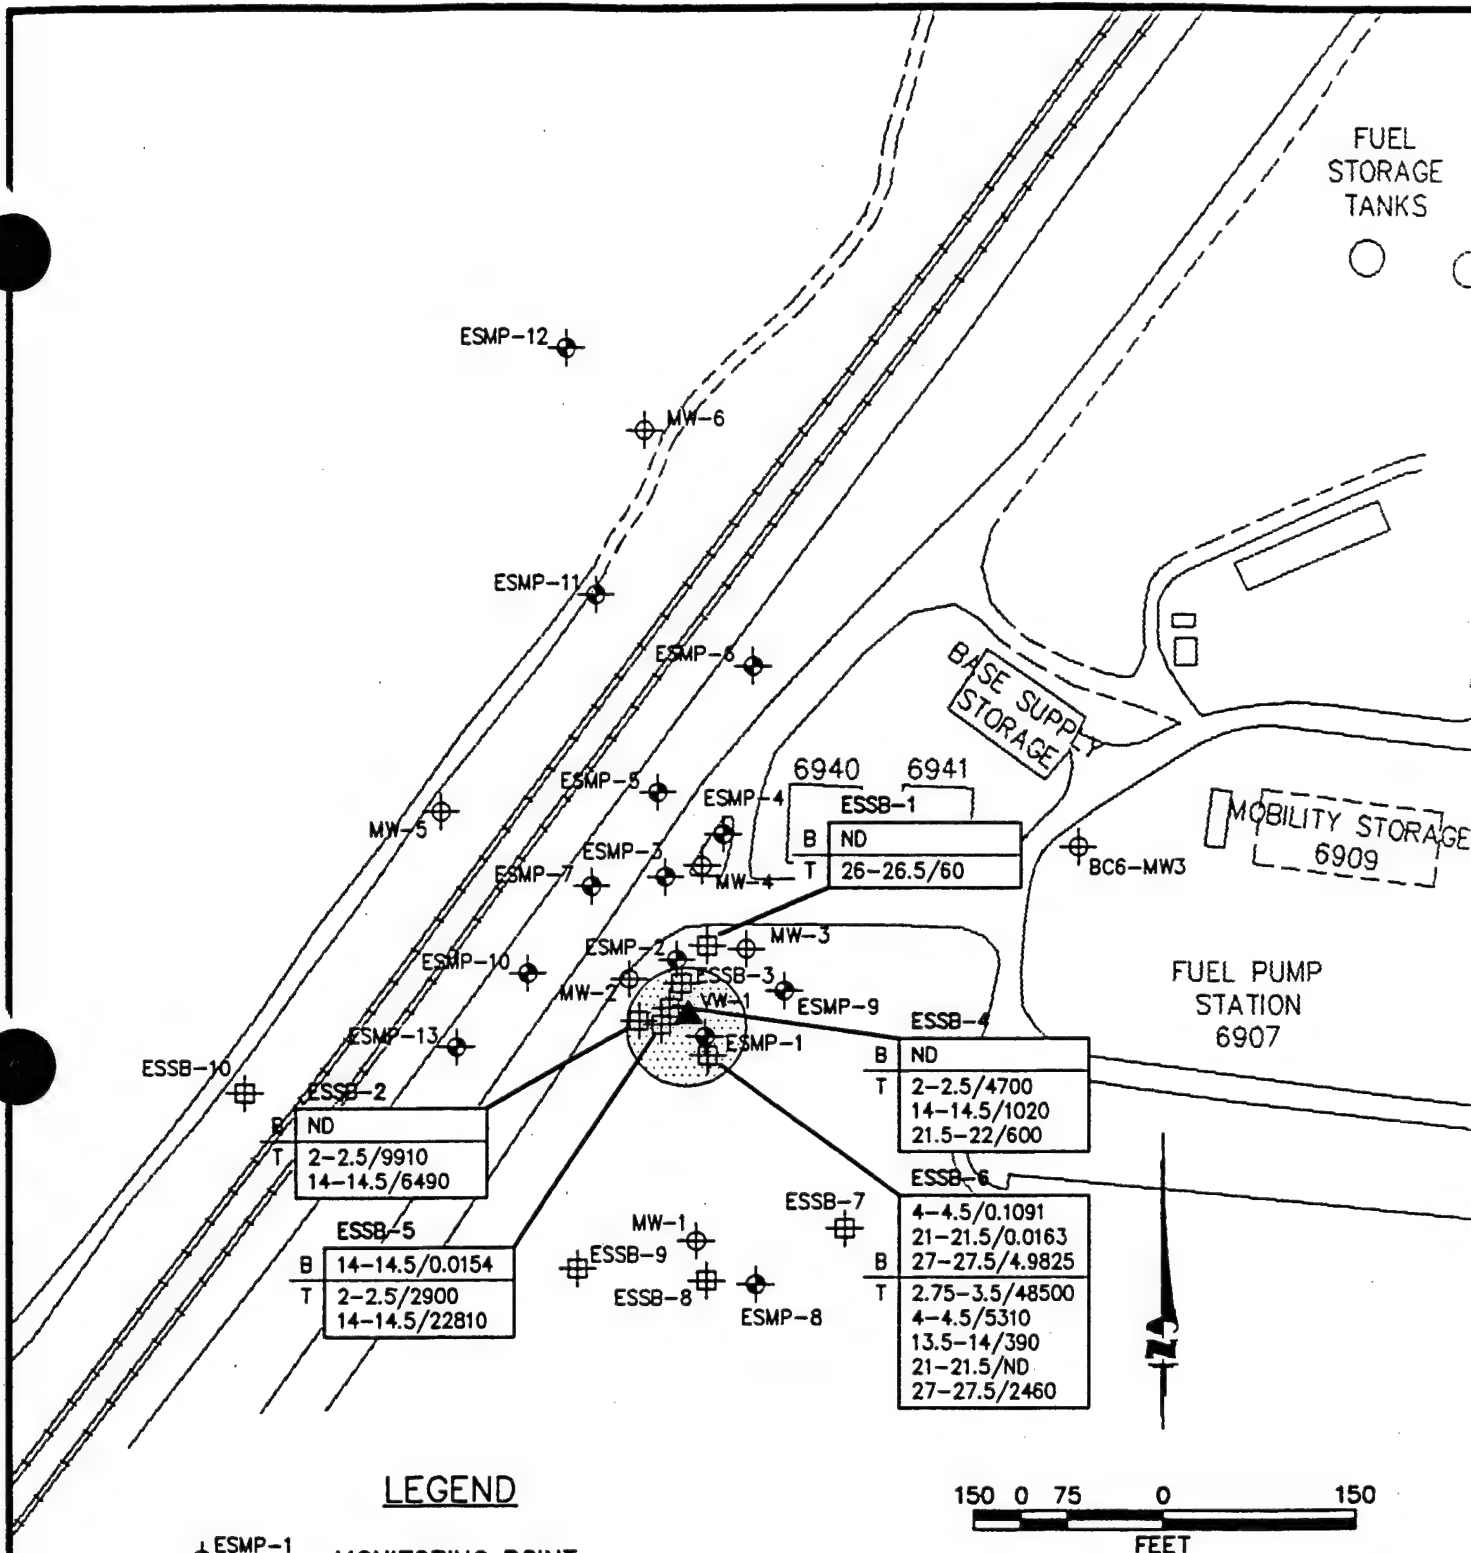 FUEL
STORAGE
TANKS
ESMP-12
MW-6
ESMP-11
ESMP-6
BASE SUPPLY
STORAGE
6940
6941
ESMP-5
ESMP-4
ESSB-1
B ND
T 26-26.5/60
MW-5
ESMP-3
ESMP-7
MW-4
MOBILITY STORAGE
6909
BC6-MW3
ESMP-2
MW-3
ESMP-10
ESSB-3
MW-2
VW-1
ESMP-9
FUEL PUMP
STATION
6907
ESMP-13
ESMP-1
ESSB-10
ESSB-4
B ND
T 2-2.5/4700
14-14.5/1020
21.5-22/600
ESSB-2
B ND
T 2-2.5/9910
14-14.5/6490
ESSB-6
4-4.5/0.1091
21-21.5/0.0163
B 27-27.5/4.9825
T 2.75-3.5/48500
4-4.5/5310
13.5-14/390
21-21.5/ND
27-27.5/2460
ESSB-5
B 14-14.5/0.0154
T 2-2.5/2900
14-14.5/22810
MW-1
ESSB-7
ESSB-9
ESSB-8
ESMP-8
N
LEGEND
150 0 75 0 150
FEET
ESMP-1
MONITORING POINT